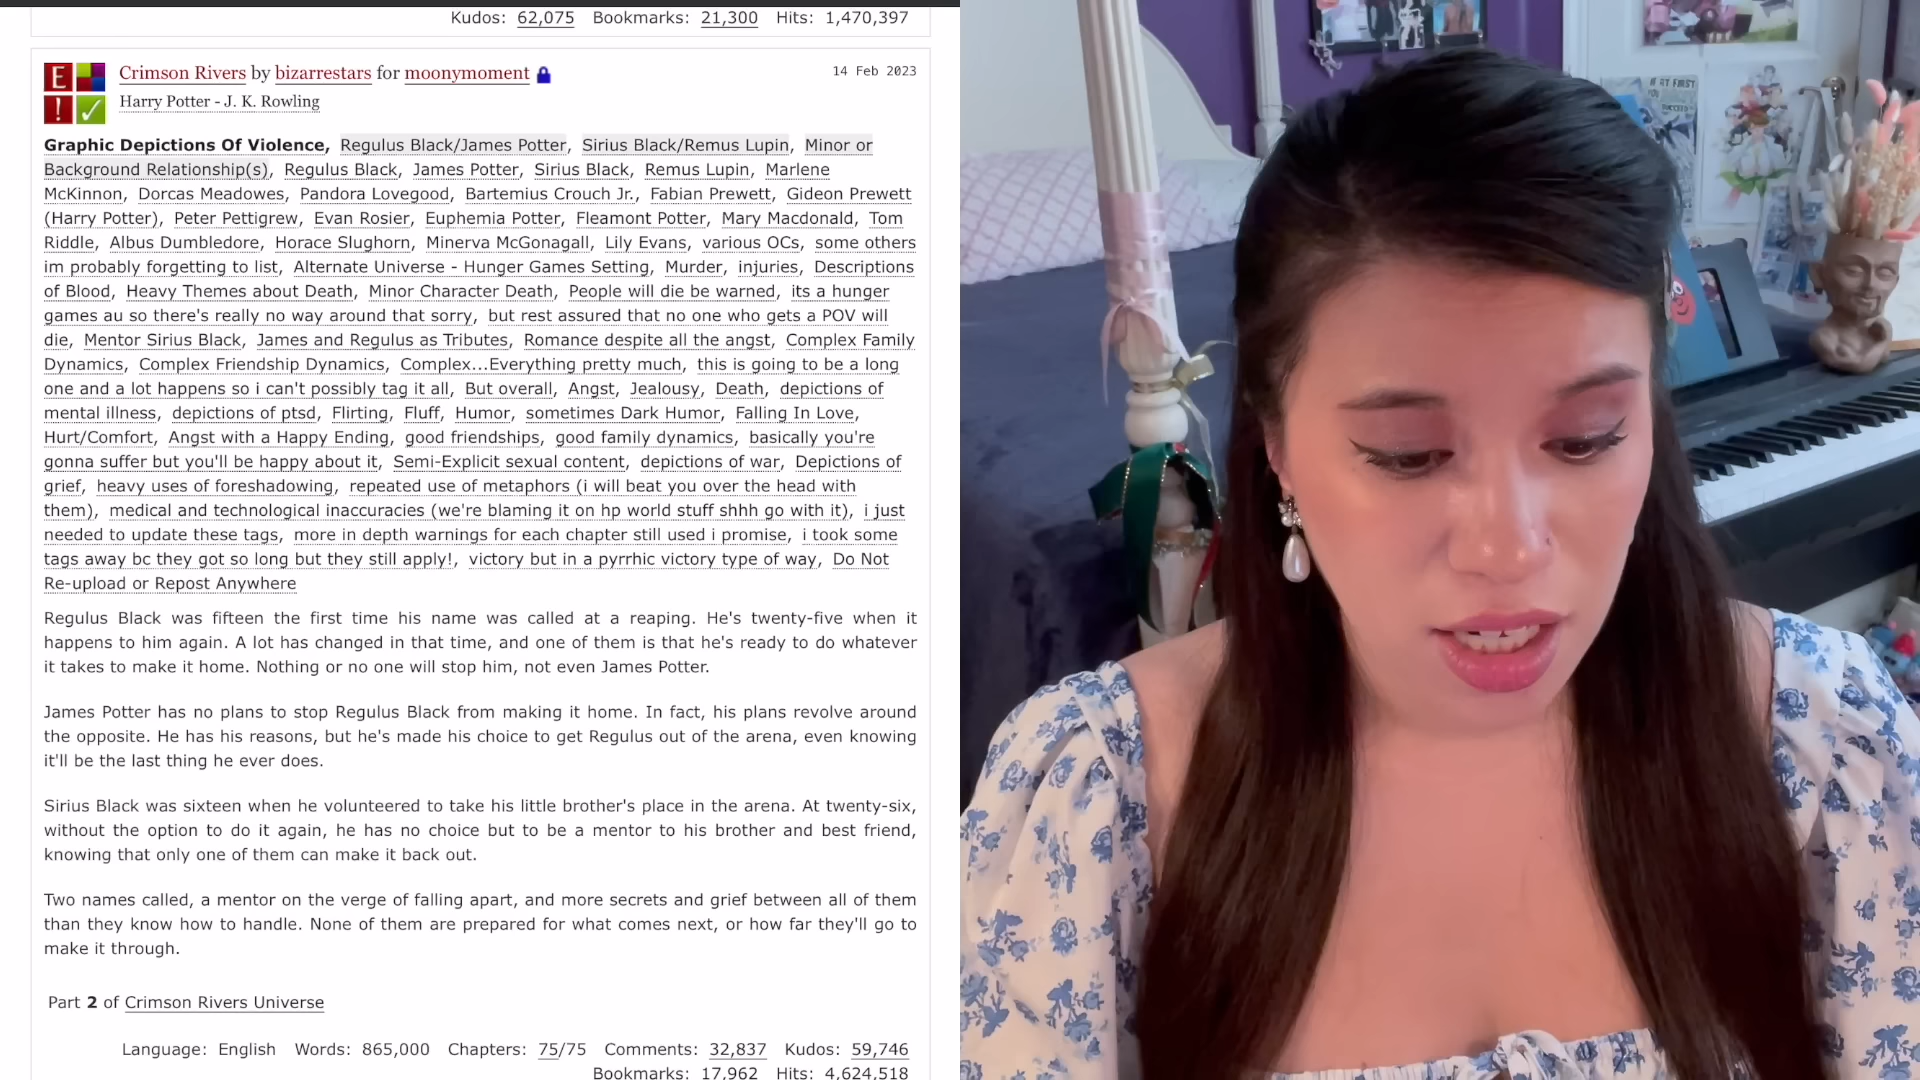 Kudos: 62,075 Bookmarks: 21,300 Hits: 1,470,397
Crimson Rivers by bizarrestars for moonymoment
14 Feb 2023
Harry Potter - J. K. Rowling
Graphic Depictions Of Violence, Regulus Black/James Potter, Sirius Black/Remus Lupin, Minor or
Background Relationship(s), Regulus Black, James Potter, Sirius Black, Remus Lupin, Marlene
McKinnon, Dorcas Meadowes, Pandora Lovegood, Bartemius Crouch Jr., Fabian Prewett, Gideon Prewett
(Harry Potter), Peter Pettigrew, Evan Rosier, Euphemia Potter, Fleamont Potter, Mary Macdonald, Tom
Riddle, Albus Dumbledore, Horace Slughorn, Minerva McGonagall, Lily Evans, various OCs, some others
im probably forgetting to list, Alternate Universe - Hunger Games Setting, Murder, injuries, Descriptions
of Blood, Heavy Themes about Death, Minor Character Death, People will die be warned, its a hunger
games au so there's really no way around that sorry, but rest assured that no one who gets a POV will
die, Mentor Sirius Black, James and Regulus as Tributes, Romance despite all the angst, Complex Family
Dynamics, Complex Friendship Dynamics, Complex...Everything pretty much, this is going to be a long
one and a lot happens so i can't possibly tag it all, But overall, Angst, Jealousy, Death, depictions of
mental illness, depictions of ptsd, Flirting, Fluff, Humor, sometimes Dark Humor, Falling In Love,
Hurt/Comfort, Angst with a Happy Ending, good friendships, good family dynamics, basically you're
gonna suffer but you'll be happy about it, Semi-Explicit sexual content, depictions of war, Depictions of
grief, heavy uses of foreshadowing, repeated use of metaphors (i will beat you over the head with
them), medical and technological inaccuracies (we're blaming it on hp world stuff shhh go with it), i just
needed to update these tags, more in depth warnings for each chapter still used i promise, i took some
tags away bc they got so long but they still apply!, victory but in a pyrrhic victory type of way, Do Not
Re-upload or Repost Anywhere
Regulus Black was fifteen the first time his name was called at a reaping. He's twenty-five when it
happens to him again. A lot has changed in that time, and one of them is that he's ready to do whatever
it takes to make it home. Nothing or no one will stop him, not even James Potter.
James Potter has no plans to stop Regulus Black from making it home. In fact, his plans revolve around
the opposite. He has his reasons, but he's made his choice to get Regulus out of the arena, even knowing
it'll be the last thing he ever does.
Sirius Black was sixteen when he volunteered to take his little brother's place in the arena. At twenty-six,
without the option to do it again, he has no choice but to be a mentor to his brother and best friend,
knowing that only one of them can make it back out.
Two names called, a mentor on the verge of falling apart, and more secrets and grief between all of them
than they know how to handle. None of them are prepared for what comes next, or how far they'll go to
make it through.
Part 2 of Crimson Rivers Universe
Language: English Words: 865,000 Chapters: 75/75 Comments: 32,837 Kudos: 59,746
Bookmarks: 17,962 Hits: 4,624,518
E
!
IF AT FIRST
YOU
SUCCEED